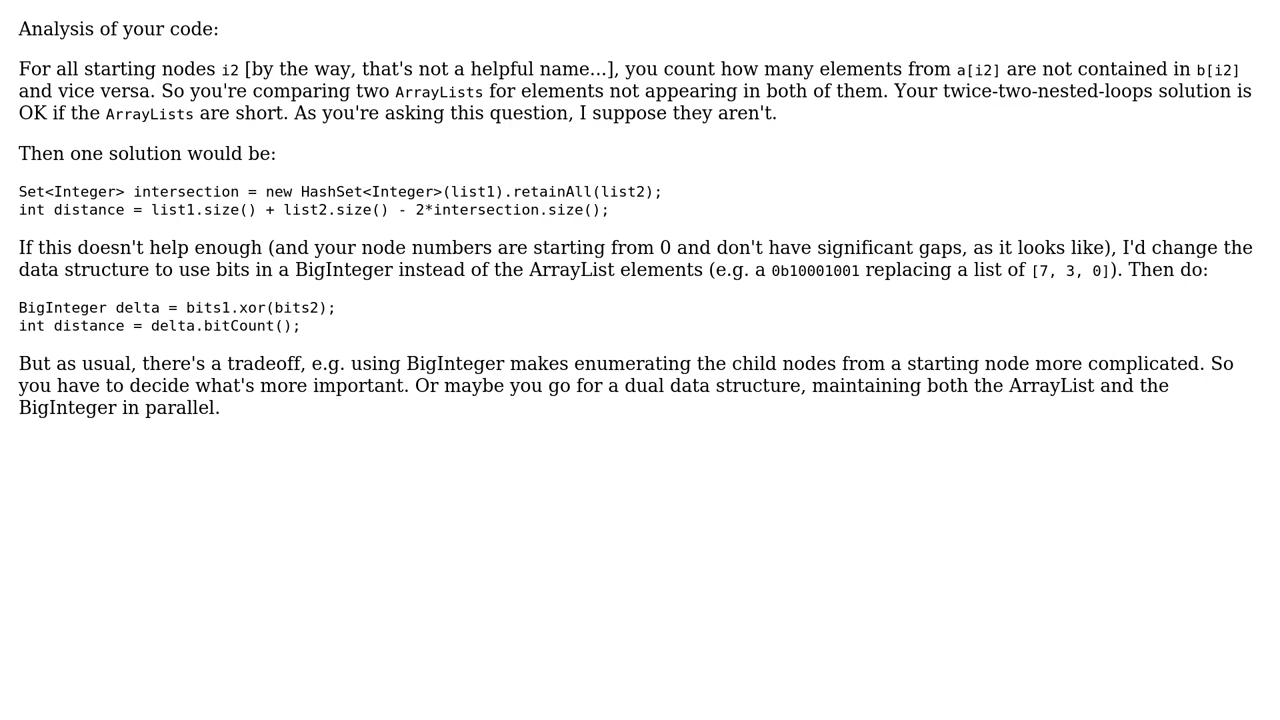 Analysis of your code:
For all starting nodes i2 [by the way, that's not a helpful name...], you count how many elements from a[i2] are not contained in b[i2]
and vice versa. So you're comparing two ArrayLists for elements not appearing in both of them. Your twice-two-nested-loops solution is
OK if the ArrayLists are short. As you're asking this question, I suppose they aren't.
Then one solution would be:
Set<Integer> intersection = new HashSet<Integer>(list1).retainAll(list2);
int distance = list1.size() + list2.size() - 2*intersection.size();
If this doesn't help enough (and your node numbers are starting from 0 and don't have significant gaps, as it looks like), I'd change the
data structure to use bits in a BigInteger instead of the ArrayList elements (e.g. a 0b10001001 replacing a list of [7, 3, 0]). Then do:
BigInteger delta = bits1.xor(bits2);
int distance = delta.bitCount();
But as usual, there's a tradeoff, e.g. using BigInteger makes enumerating the child nodes from a starting node more complicated. So
you have to decide what's more important. Or maybe you go for a dual data structure, maintaining both the ArrayList and the
BigInteger in parallel.